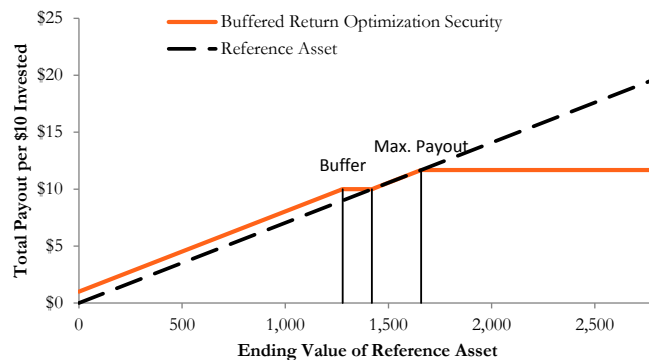 $25
Buffered Return Optimization Security
Reference Asset
$20
$15
Max. Payout
Buffer
$10
$5
$0
0
500
1,000
1,500
2,000
2,500
Total Payout per $10 Invested
Ending Value of Reference Asset